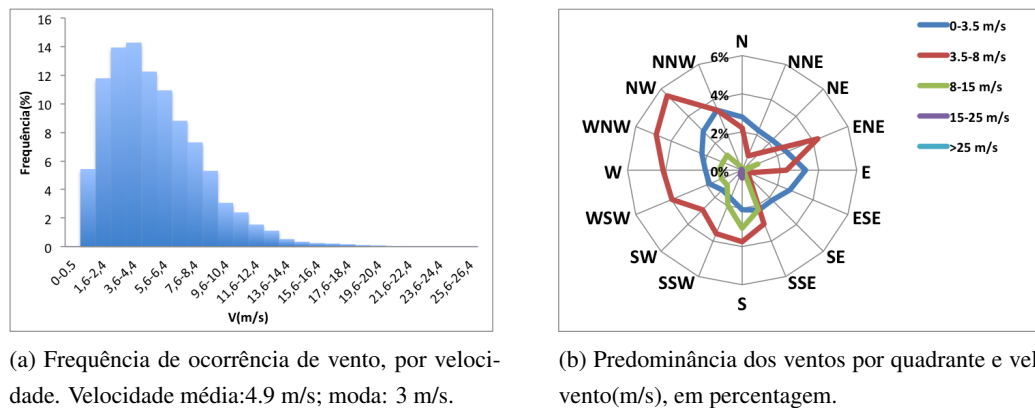 16
14
12
10
8
6
4
2
0
Frequência(%)
0-0,5
1,6-2,4
3,6-4,4
5,6-6,4
7,6-8,4
9,6-10,4
11,6-12,4
13,6-14,4
15,6-16,4
17,6-18,4
19,6-20,4
21,6-22,4
23,6-24,4
25,6-26,4
V(m/s)
N
NNE
NE
ENE
E
ESE
SE
SSE
S
SSW
SW
WSW
W
WNW
NW
NNW
6%
4%
2%
0%
0-3.5 m/s
3.5-8 m/s
8-15 m/s
15-25 m/s
>25 m/s
(a) Frequência de ocorrência de vento, por veloci-
dade. Velocidade média:4.9 m/s; moda: 3 m/s.
(b) Predominância dos ventos por quadrante e vel
vento(m/s), em percentagem.